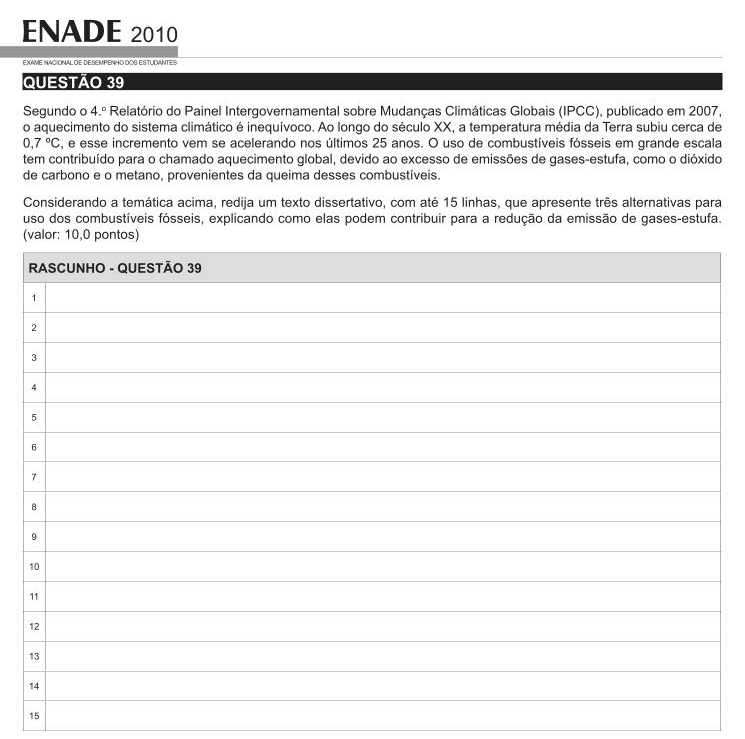 ENADE 2010
EXAME NACIONAL DE DESEMPENHO DOS ESTUDANTES
QUESTÃO 39
Segundo o 4.º Relatório do Painel Intergovernamental sobre Mudanças Climáticas Globais (IPCC), publicado em 2007,
o aquecimento do sistema climático é inequívoco. Ao longo do século XX, a temperatura média da Terra subiu cerca de
0,7 ºC, e esse incremento vem se acelerando nos últimos 25 anos. O uso de combustíveis fósseis em grande escala
tem contribuído para o chamado aquecimento global, devido ao excesso de emissões de gases-estufa, como o dióxido
de carbono e o metano, provenientes da queima desses combustíveis.
Considerando a temática acima, redija um texto dissertativo, com até 15 linhas, que apresente três alternativas para
uso dos combustíveis fósseis, explicando como elas podem contribuir para a redução da emissão de gases-estufa.
(valor: 10,0 pontos)
RASCUNHO - QUESTÃO 39
1
2
3
4
5
6
7
8
9
10
11
12
13
14
15